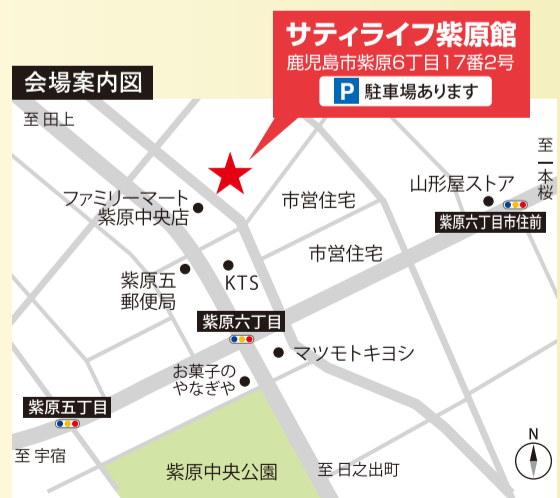 サティライフ紫原館
鹿児島市紫原6丁目17番2号
P 駐車場あります
会場案内図
至 田上
至 一本桜
山形屋ストア
紫原六丁目市住前
ファミリーマート
紫原中央店
市営住宅
市営住宅
紫原五
郵便局
KTS
紫原六丁目
マツモトキヨシ
お菓子の
やなぎや
紫原五丁目
至 宇宿
紫原中央公園
至 日之出町
N